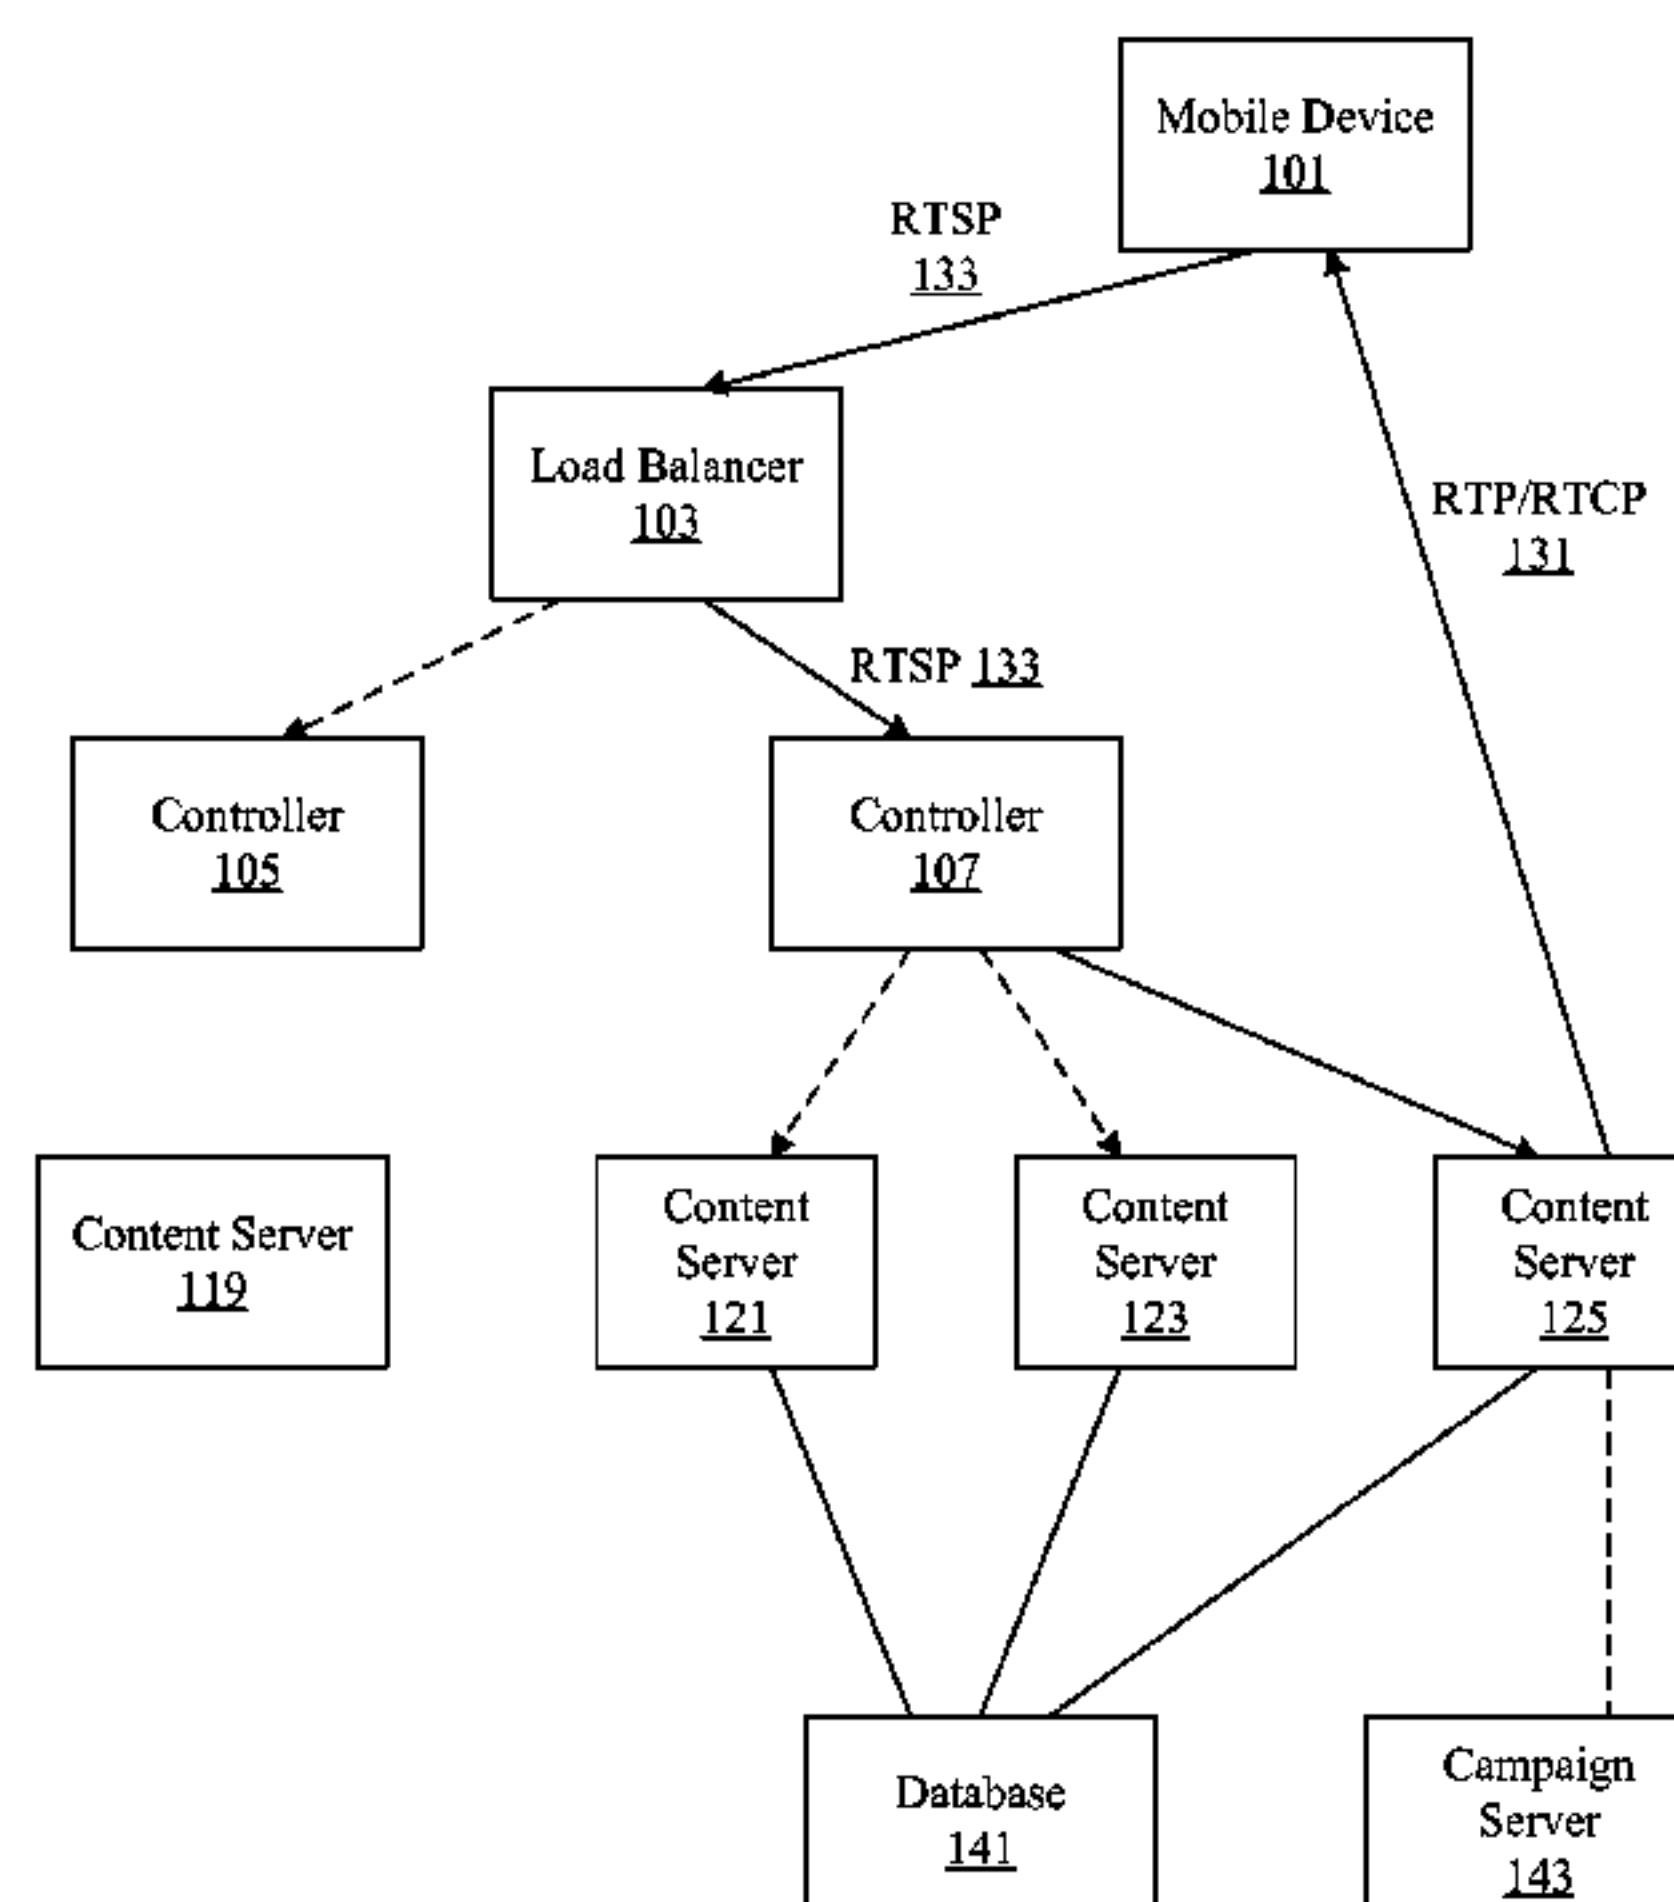 Mobile Device
101
RTSP
133
Load Balancer
103
RTP/RTCP
131
RTSP 133
Controller
105
Controller
107
Content Server
119
Content
Server
121
Content
Server
123
Content
Server
125
Database
141
Campaign
Server
143